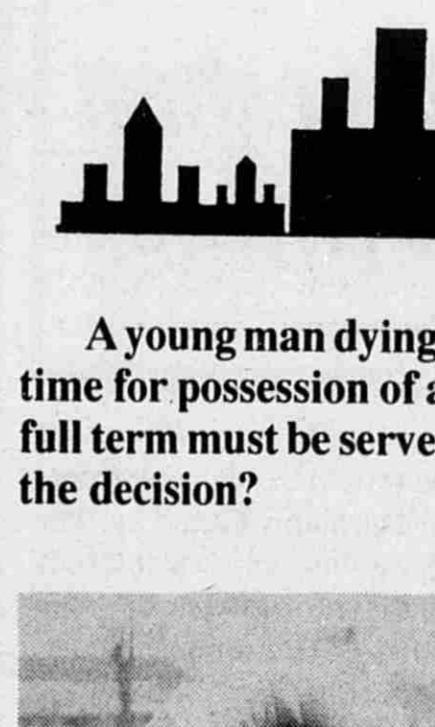 A young man dying
time for possession of a
full term must be serve
the decision?